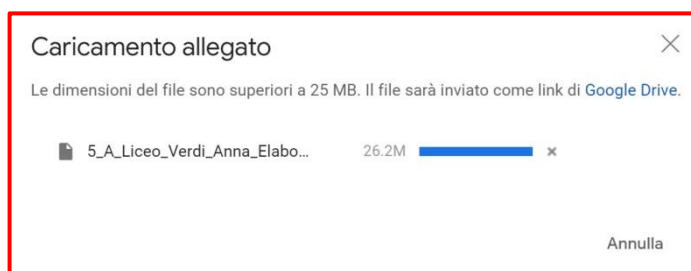 Caricamento allegato
Le dimensioni del file sono superiori a 25 MB. Il file sarà inviato come link di Google Drive.
5_A_Liceo_Verdi_Anna_Elabo... 26.2M
Annulla